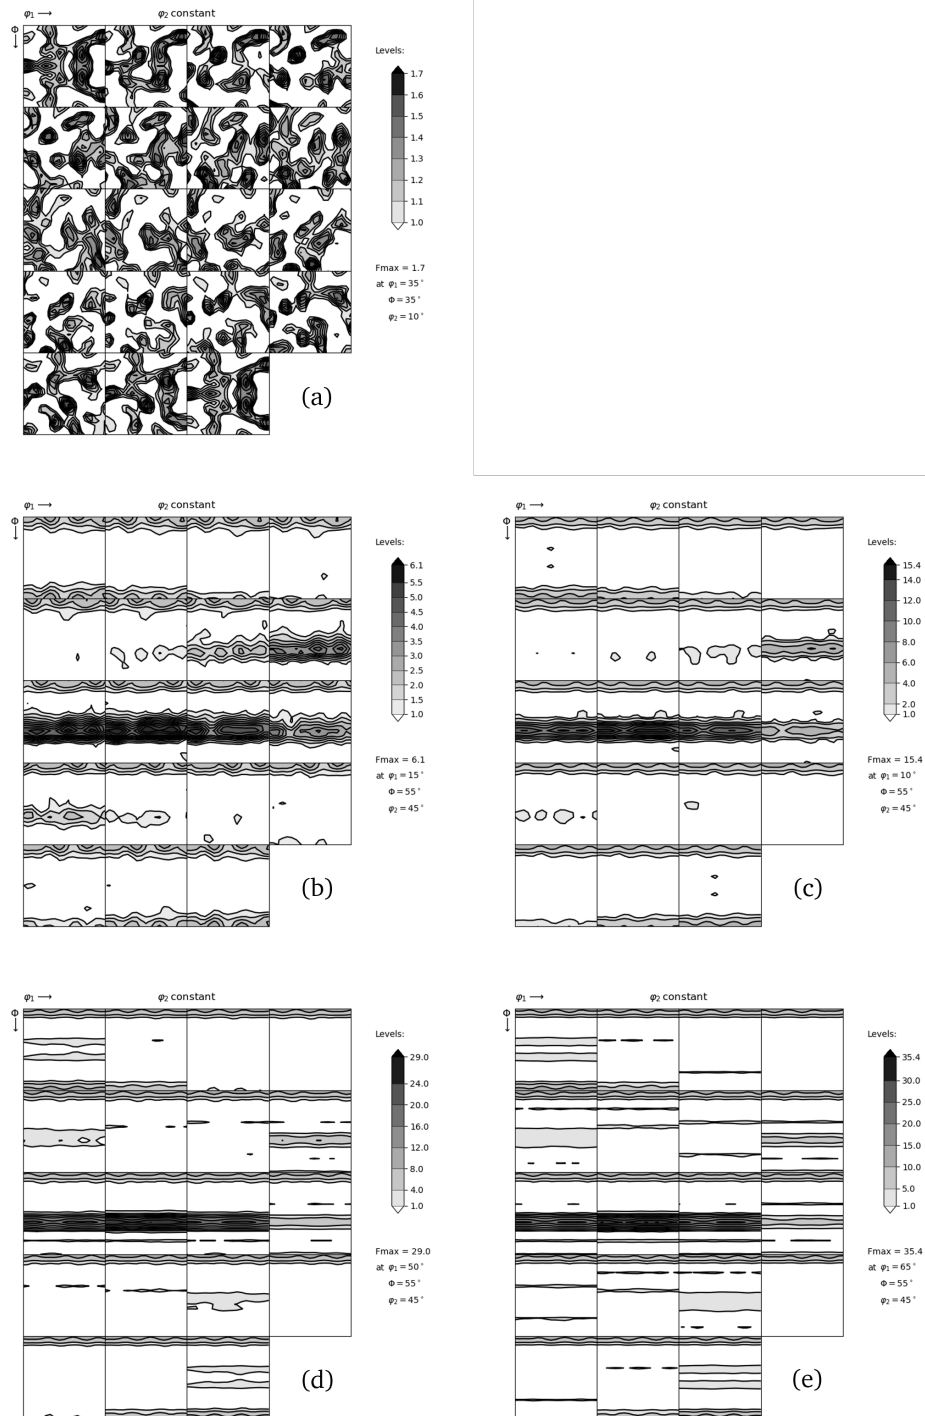 φ₁ ⟶ φ₂ constant
Φ
↓
Levels:
1.7
1.6
1.5
1.4
1.3
1.2
1.1
1.0
Fmax = 1.7
at φ₁ = 35°
Φ = 35°
φ₂ = 10°
(a)
φ₁ ⟶ φ₂ constant
Φ
↓
Levels:
6.1
5.5
5.0
4.5
4.0
3.5
3.0
2.5
2.0
1.5
1.0
Fmax = 6.1
at φ₁ = 15°
Φ = 55°
φ₂ = 45°
(b)
φ₁ ⟶ φ₂ constant
Φ
↓
Levels:
15.4
14.0
12.0
10.0
8.0
6.0
4.0
2.0
1.0
Fmax = 15.4
at φ₁ = 10°
Φ = 55°
φ₂ = 45°
(c)
φ₁ ⟶ φ₂ constant
Φ
↓
Levels:
29.0
24.0
20.0
16.0
12.0
8.0
4.0
1.0
Fmax = 29.0
at φ₁ = 50°
Φ = 55°
φ₂ = 45°
(d)
φ₁ ⟶ φ₂ constant
Φ
↓
Levels:
35.4
30.0
25.0
20.0
15.0
10.0
5.0
1.0
Fmax = 35.4
at φ₁ = 65°
Φ = 55°
φ₂ = 45°
(e)